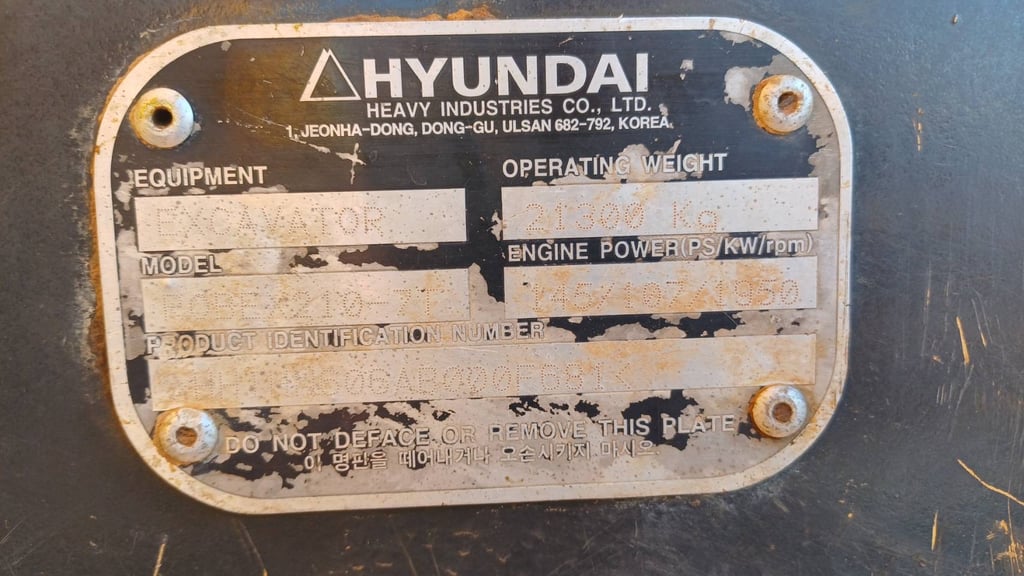 HYUNDAI
HEAVY INDUSTRIES CO., LTD.
1, JEONHA-DONG, DONG-GU, ULSAN 682-792, KOREA
EQUIPMENT
OPERATING WEIGHT
EXCAVATOR
21300 Kg
MODEL
ENGINE POWER(PS/KW/rpm)
145/107/1950
PRODUCT IDENTIFICATION NUMBER
DO NOT DEFACE OR REMOVE THIS PLATE
이 명판을 떼어내거나 오손시키지 마시오.